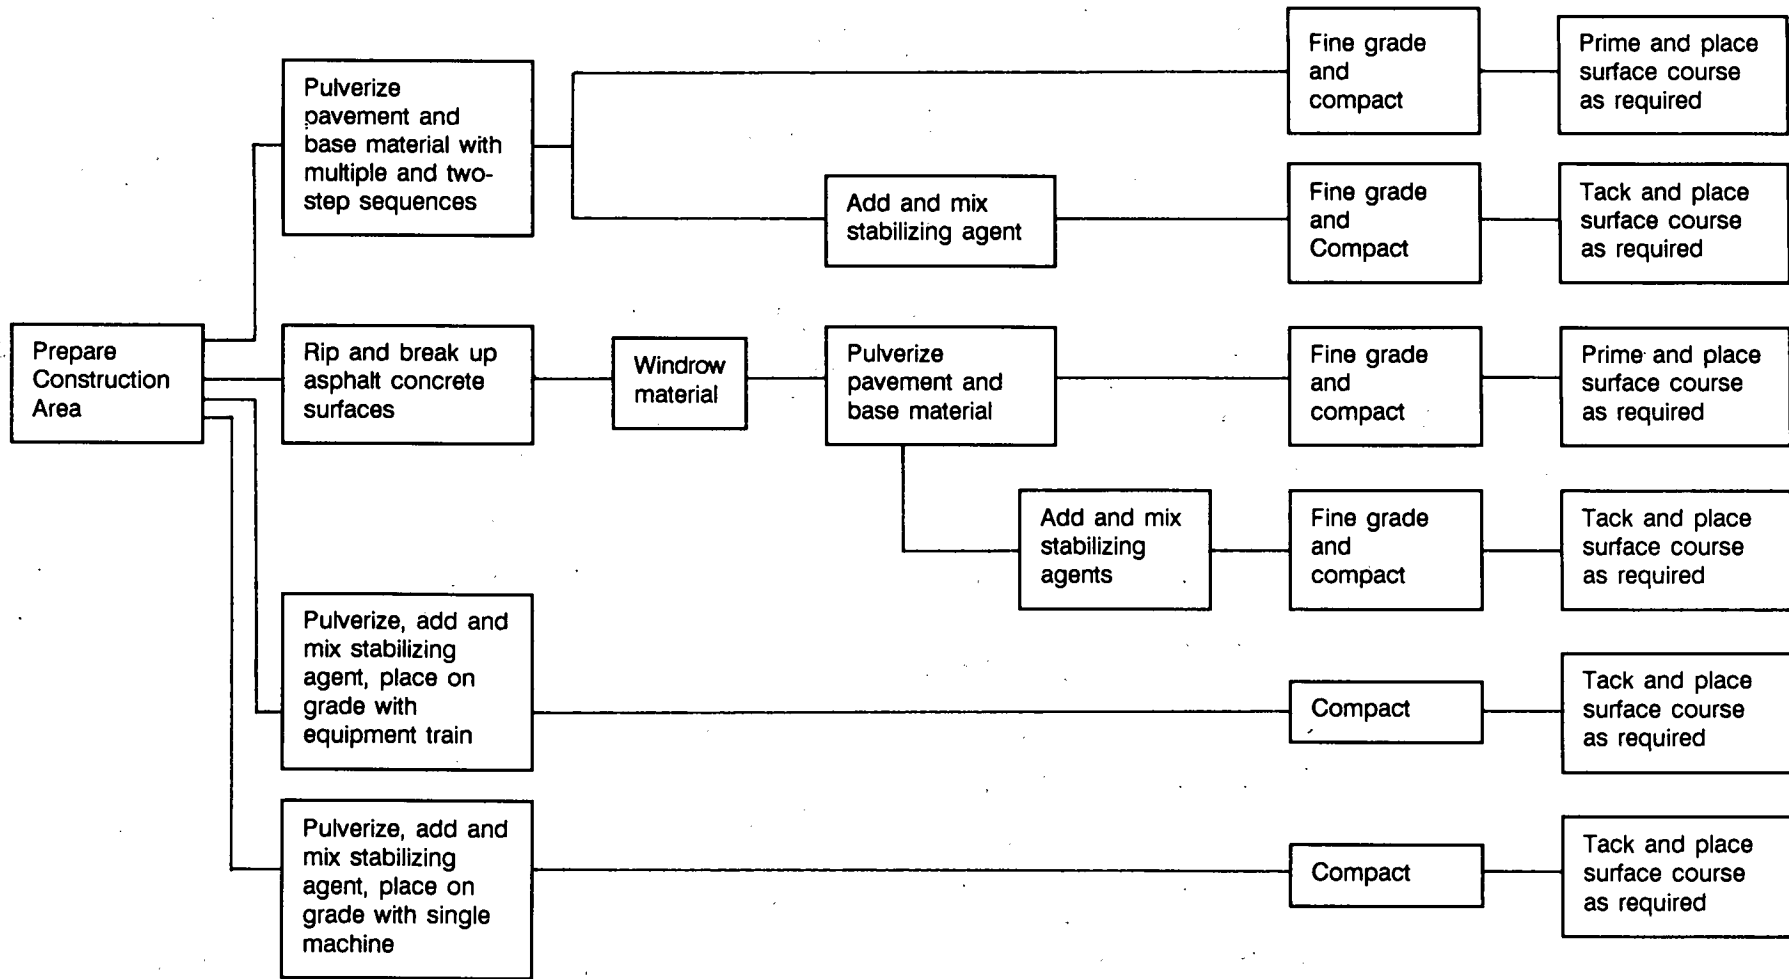 Prepare
Construction
Area
Pulverize
pavement and
base material with
multiple and two-
step sequences
Fine grade
and
compact
Prime and place
surface course
as required
Add and mix
stabilizing agent
Fine grade
and
Compact
Tack and place
surface course
as required
Rip and break up
asphalt concrete
surfaces
Windrow
material
Pulverize
pavement and
base material
Fine grade
and
compact
Prime and place
surface course
as required
Add and mix
stabilizing
agents
Fine grade
and
compact
Tack and place
surface course
as required
Pulverize, add and
mix stabilizing
agent, place on
grade with
equipment train
Compact
Tack and place
surface course
as required
Pulverize, add and
mix stabilizing
agent, place on
grade with single
machine
Compact
Tack and place
surface course
as required